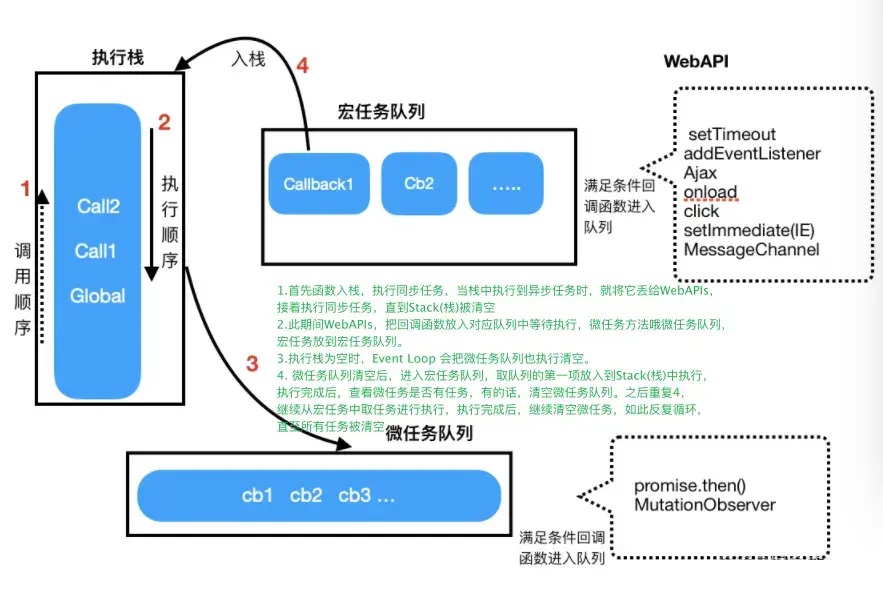 执行栈
入栈
4
WebAPI
宏任务队列
1
2
调用顺序
执行顺序
Call2
Call1
Global
Callback1
Cb2
…..
满足条件回
调函数进入
队列
setTimeout
addEventListener
Ajax
onload
click
setImmediate(IE)
MessageChannel
1.首先函数入栈，执行同步任务，当栈中执行到异步任务时，就将它丢给WebAPIs，
接着执行同步任务，直到Stack(栈)被清空
2.此期间WebAPIs，把回调函数放入对应队列中等待执行，微任务方法哦微任务队列，
宏任务放到宏任务队列。
3.执行栈为空时，Event Loop 会把微任务队列也执行清空。
4. 微任务队列清空后，进入宏任务队列，取队列的第一项放入到Stack(栈)中执行，
执行完成后，查看微任务是否有任务，有的话，清空微任务队列。之后重复4，
继续从宏任务中取任务进行执行，执行完成后，继续清空微任务，如此反复循环，
直至所有任务被清空
3
微任务队列
cb1 cb2 cb3 …
满足条件回调
函数进入队列
promise.then()
MutationObserver